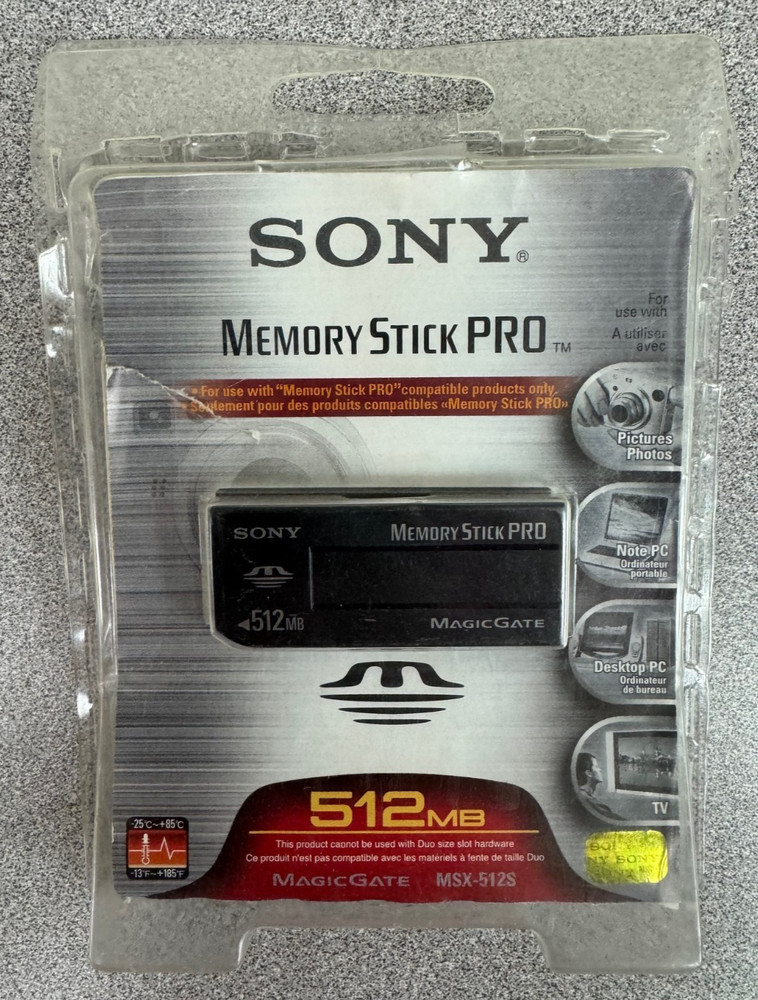 SONY®
MEMORY STICK PRO™
For
use with
A utiliser
avec
• For use with "Memory Stick PRO" compatible products only.
• Seulement pour des produits compatibles «Memory Stick PRO»
Pictures
Photos
SONY
MEMORY STICK PRO
◄512MB
MAGICGATE
Note PC
Ordinateur
portable
Desktop PC
Ordinateur
de bureau
TV
512MB
This product cannot be used with Duo size slot hardware
Ce produit n'est pas compatible avec les matériels à fente de taille Duo
MAGICGATE MSX-512S
-25°C~+85°C
-13°F~+185°F
SONY